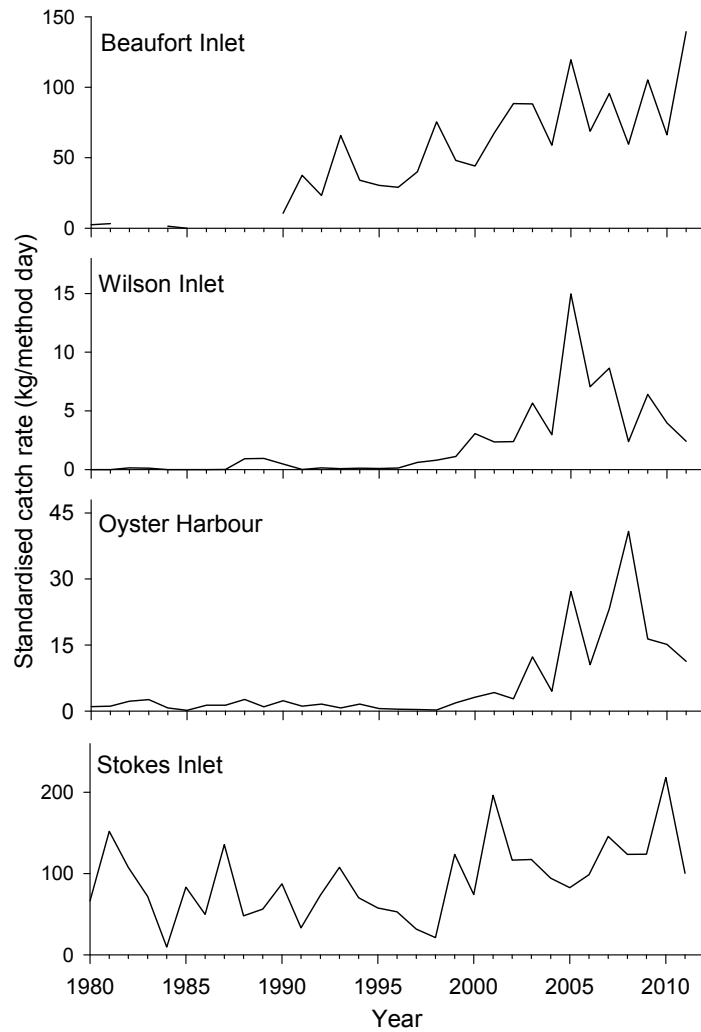 Standardised catch rate (kg/method day)
Beaufort Inlet
150
100
50
0
Wilson Inlet
15
10
5
0
Oyster Harbour
45
30
15
0
Stokes Inlet
200
100
0
1980 1985 1990 1995 2000 2005 2010
Year